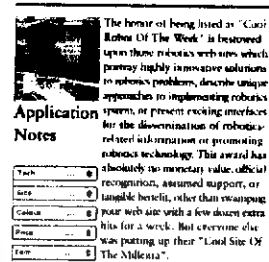 The honor of being listed as "Cool
Robot Of The Week" is bestowed
upon those robotics web sites which
portray highly innovative solutions
to robotics problems, describe unique
approaches to implementing robotics
system, or present exciting interfaces
for the dissemination of robotics-
related information or promoting
robotics technology. This award has
absolutely no monetary value, official
recognition, assumed support, or
tangible benefit, other than swamping
your web site with a few dozen extra
hits for a week. But everyone else
was putting up their "Cool Site Of
The Millenia".
Application
Notes
Tech ...
Size ...
Colour ...
Price ...
Form ...